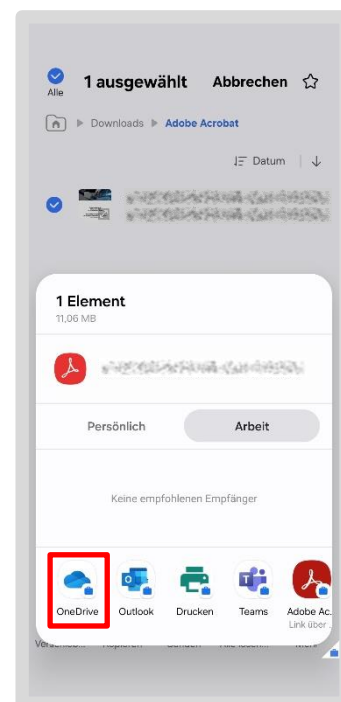 Alle
1 ausgewählt Abbrechen
Downloads Adobe Acrobat
Datum
1 Element
11,06 MB
Persönlich Arbeit
Keine empfohlenen Empfänger
OneDrive Outlook Drucken Teams Adobe Ac.
Link über